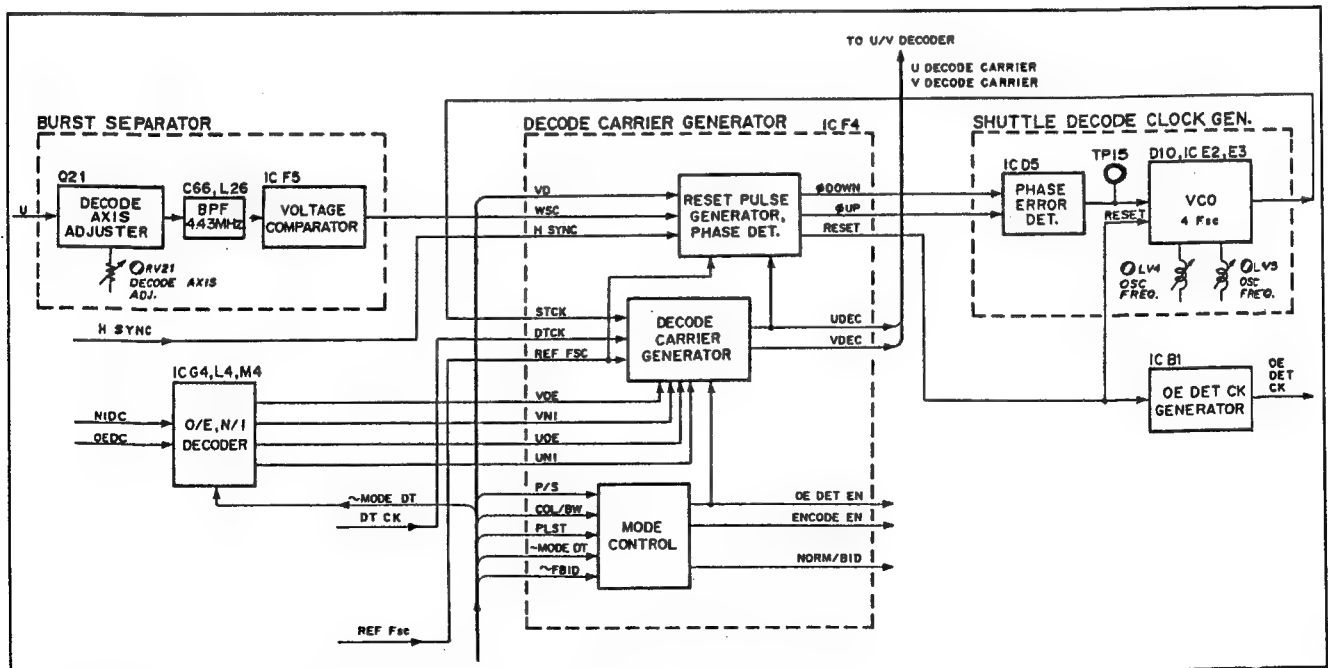 TO U/V DECODER
U DECODE CARRIER
V DECODE CARRIER
BURST SEPARATOR
Q21
DECODE
AXIS
ADJUSTER
C66, L26
BPF
4.43MHz
IC F5
VOLTAGE
COMPARATOR
U
RV21
DECODE AXIS
ADJ.
H SYNC
DECODE CARRIER GENERATOR
IC F4
VD
WSC
H SYNC
RESET PULSE
GENERATOR,
PHASE DET.
ØDOWN
ØUP
RESET
STCK
DTCK
REF FSC
DECODE
CARRIER
GENERATOR
UDEC
VDEC
SHUTTLE DECODE CLOCK GEN.
IC D5
PHASE
ERROR
DET.
TP15
RESET
D10, IC E2, E3
VCO
4 Fsc
LV4
OSC
FREQ.
LV5
OSC
FREQ.
IC B1
OE DET CK
GENERATOR
OE
DET
CK
IC G4, L4, M4
NIDC
OEDC
O/E, N/I
DECODER
VOE
VNI
UOE
UNI
~MODE DT
DT CK
P/S
COL/BW
PLST
~MODE DT
~FBID
MODE
CONTROL
OE DET EN
ENCODE EN
NORM/BID
REF Fsc